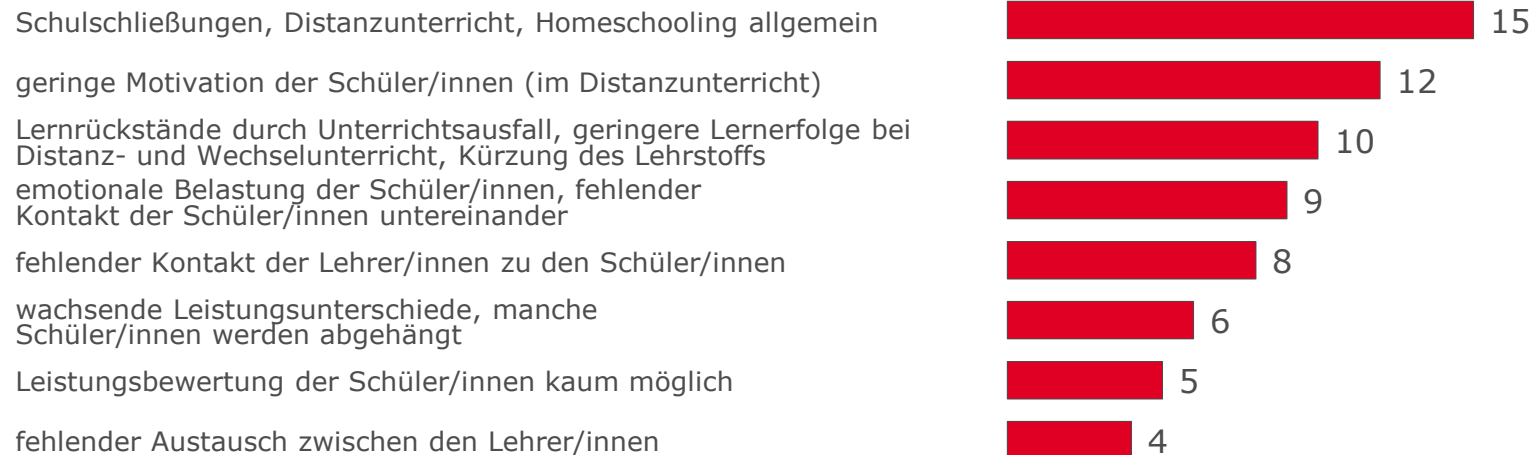 Schulschließungen, Distanzunterricht, Homeschooling allgemein 15
geringe Motivation der Schüler/innen (im Distanzunterricht) 12
Lernrückstände durch Unterrichtsausfall, geringere Lernerfolge bei
Distanz- und Wechselunterricht, Kürzung des Lehrstoffs 10
emotionale Belastung der Schüler/innen, fehlender
Kontakt der Schüler/innen untereinander 9
fehlender Kontakt der Lehrer/innen zu den Schüler/innen 8
wachsende Leistungsunterschiede, manche
Schüler/innen werden abgehängt 6
Leistungsbewertung der Schüler/innen kaum möglich 5
fehlender Austausch zwischen den Lehrer/innen 4